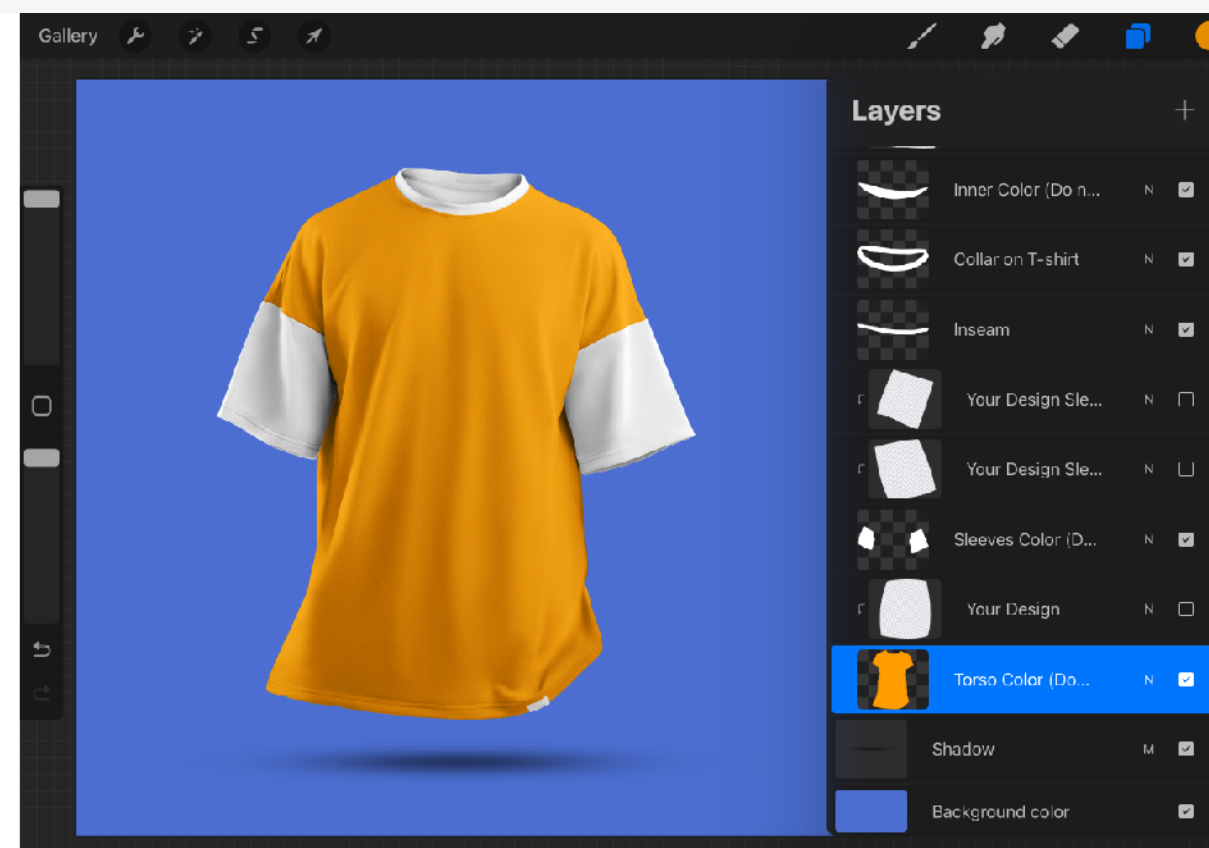 Gallery
Layers
Inner Color (Do n... N
Collar on T-shirt N
Inseam N
Your Design Sle... N
Your Design Sle... N
Sleeves Color (D... N
Your Design N
Torso Color (Do... N
Shadow M
Background color